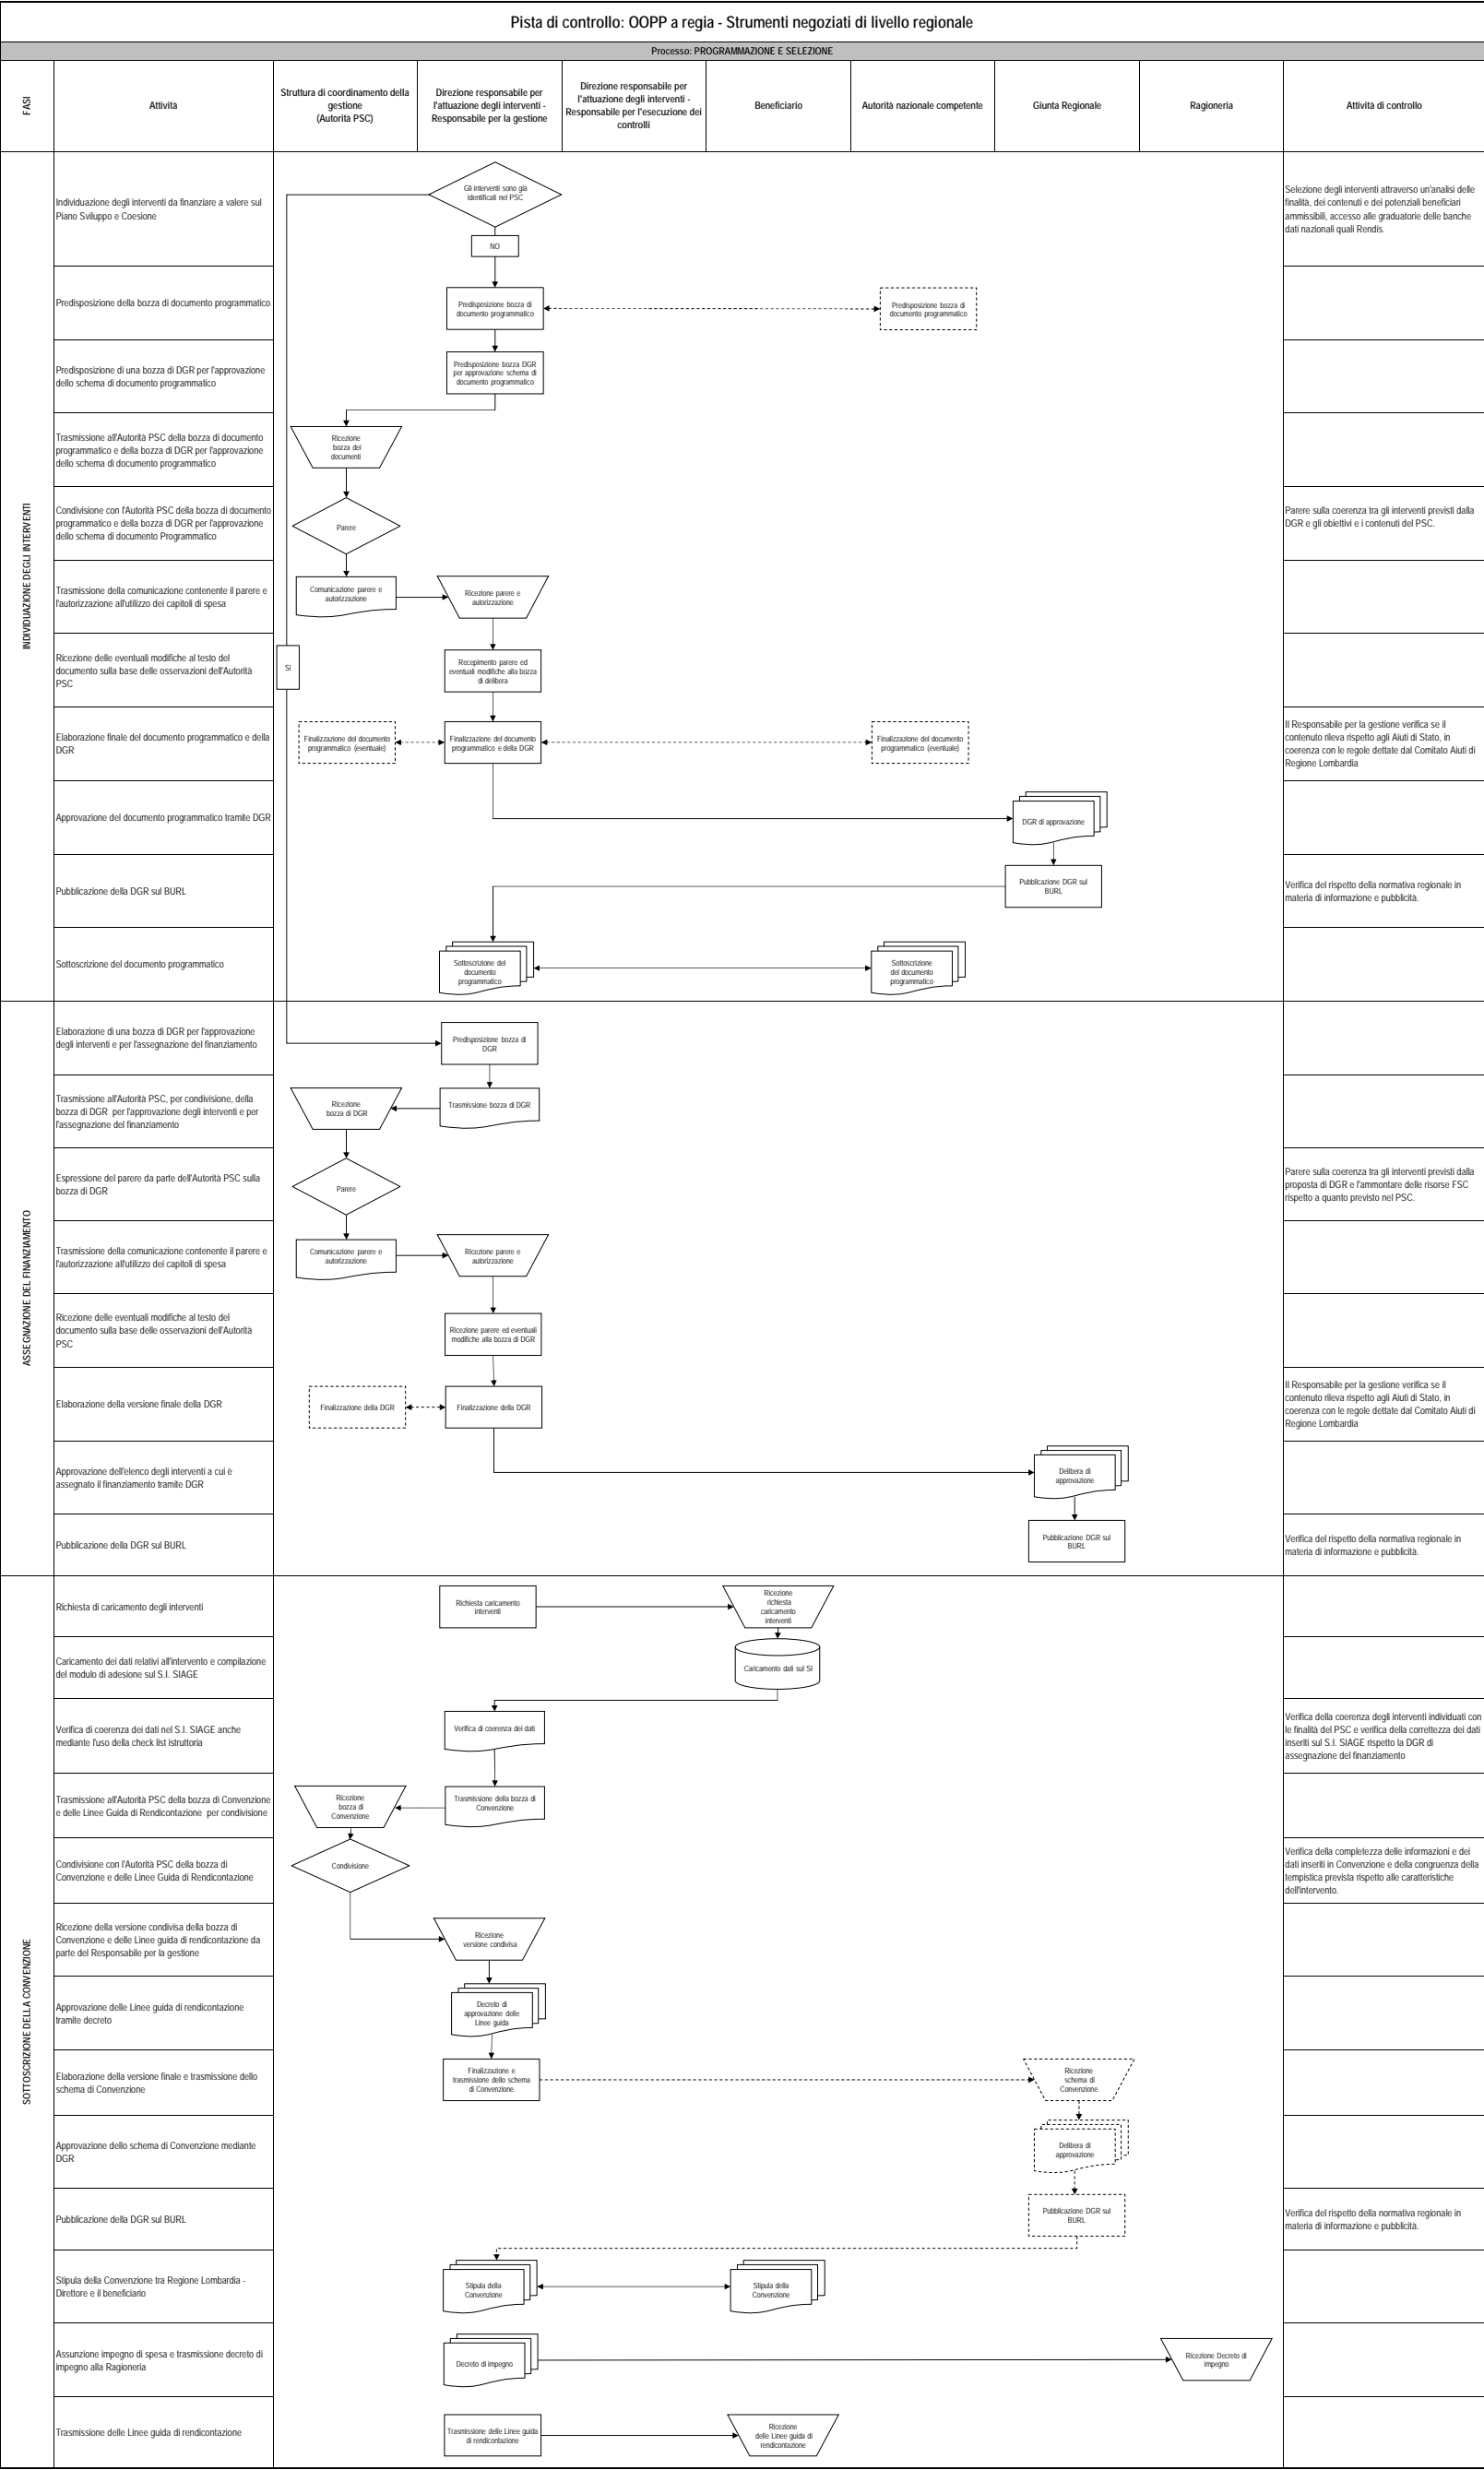 Pista di controllo: OOPP a regia - Strumenti negoziati di livello regionale
Processo: PROGRAMMAZIONE E SELEZIONE
FASI
Attività
Struttura di coordinamento della
gestione
(Autorità PSC)
Direzione responsabile per
l'attuazione degli interventi -
Responsabile per la gestione
Direzione responsabile per
l'attuazione degli interventi -
Responsabile per l'esecuzione dei
controlli
Beneficiario
Autorità nazionale competente
Giunta Regionale
Ragioneria
Attività di controllo
INDIVIDUAZIONE DEGLI INTERVENTI
Individuazione degli interventi da finanziare a valere sul
Piano Sviluppo e Coesione
Gli interventi sono già
identificati nel PSC
NO
Selezione degli interventi attraverso un'analisi delle
finalità, dei contenuti e dei potenziali beneficiari
ammissibili, accesso alle graduatorie delle banche
dati nazionali quali Rendis.
Predisposizione della bozza di documento programmatico
Predisposizione bozza di
documento programmatico
Predisposizione bozza di
documento programmatico
Predisposizione di una bozza di DGR per l'approvazione
dello schema di documento programmatico
Predisposizione bozza DGR
per approvazione schema di
documento programmatico
Trasmissione all'Autorità PSC della bozza di documento
programmatico e della bozza di DGR per l'approvazione
dello schema di documento programmatico
Ricezione
bozza dei
documenti
Condivisione con l'Autorità PSC della bozza di documento
programmatico e della bozza di DGR per l'approvazione
dello schema di documento Programmatico
Parere
Parere sulla coerenza tra gli interventi previsti dalla
DGR e gli obiettivi e i contenuti del PSC.
Trasmissione della comunicazione contenente il parere e
l'autorizzazione all'utilizzo dei capitoli di spesa
Comunicazione parere e
autorizzazione
Ricezione parere e
autorizzazione
Ricezione delle eventuali modifiche al testo del
documento sulla base delle osservazioni dell'Autorità
PSC
SI
Recepimento parere ed
eventuali modifiche alla bozza
di delibera
Elaborazione finale del documento programmatico e della
DGR
Finalizzazione del documento
programmatico (eventuale)
Finalizzazione del documento
programmatico e della DGR
Finalizzazione del documento
programmatico (eventuale)
Il Responsabile per la gestione verifica se il
contenuto rileva rispetto agli Aiuti di Stato, in
coerenza con le regole dettate dal Comitato Aiuti di
Regione Lombardia
Approvazione del documento programmatico tramite DGR
DGR di approvazione
Pubblicazione della DGR sul BURL
Pubblicazione DGR sul
BURL
Verifica del rispetto della normativa regionale in
materia di informazione e pubblicità.
Sottoscrizione del documento programmatico
Sottoscrizione del
documento
programmatico
Sottoscrizione
del documento
programmatico
ASSEGNAZIONE DEL FINANZIAMENTO
Elaborazione di una bozza di DGR per l'approvazione
degli interventi e per l'assegnazione del finanziamento
Predisposizione bozza di
DGR
Trasmissione all'Autorità PSC, per condivisione, della
bozza di DGR per l'approvazione degli interventi e per
l'assegnazione del finanziamento
Ricezione
bozza di DGR
Trasmissione bozza di DGR
Espressione del parere da parte dell'Autorità PSC sulla
bozza di DGR
Parere
Parere sulla coerenza tra gli interventi previsti dalla
proposta di DGR e l'ammontare delle risorse FSC
rispetto a quanto previsto nel PSC.
Trasmissione della comunicazione contenente il parere e
l'autorizzazione all'utilizzo dei capitoli di spesa
Comunicazione parere e
autorizzazione
Ricezione parere e
autorizzazione
Ricezione delle eventuali modifiche al testo del
documento sulla base delle osservazioni dell'Autorità
PSC
Ricezione parere ed eventuali
modifiche alla bozza di DGR
Elaborazione della versione finale della DGR
Finalizzazione della DGR
Finalizzazione della DGR
Il Responsabile per la gestione verifica se il
contenuto rileva rispetto agli Aiuti di Stato, in
coerenza con le regole dettate dal Comitato Aiuti di
Regione Lombardia
Approvazione dell'elenco degli interventi a cui è
assegnato il finanziamento tramite DGR
Delibera di
approvazione
Pubblicazione della DGR sul BURL
Pubblicazione DGR sul
BURL
Verifica del rispetto della normativa regionale in
materia di informazione e pubblicità.
SOTTOSCRIZIONE DELLA CONVENZIONE
Richiesta di caricamento degli interventi
Richiesta caricamento
interventi
Ricezione
richiesta
caricamento
interventi
Caricamento dei dati relativi all'intervento e compilazione
del modulo di adesione sul S.I. SIAGE
Caricamento dati sul SI
Verifica di coerenza dei dati nel S.I. SIAGE anche
mediante l'uso della check list istruttoria
Verifica di coerenza dei dati
Verifica della coerenza degli interventi individuati con
le finalità del PSC e verifica della correttezza dei dati
inseriti sul S.I. SIAGE rispetto la DGR di
assegnazione del finanziamento
Trasmissione all'Autorità PSC della bozza di Convenzione
e delle Linee Guida di Rendicontazione per condivisione
Ricezione
bozza di
Convenzione
Trasmissione della bozza di
Convenzione
Condivisione con l'Autorità PSC della bozza di
Convenzione e delle Linee Guida di Rendicontazione
Condivisione
Verifica della completezza delle informazioni e dei
dati inseriti in Convenzione e della congruenza della
tempistica prevista rispetto alle caratteristiche
dell'intervento.
Ricezione della versione condivisa della bozza di
Convenzione e delle Linee guida di rendicontazione da
parte del Responsabile per la gestione
Ricezione
versione condivisa
Approvazione delle Linee guida di rendicontazione
tramite decreto
Decreto di
approvazione delle
Linee guida
Elaborazione della versione finale e trasmissione dello
schema di Convenzione
Finalizzazione e
trasmissione dello schema
di Convenzione
Ricezione
schema di
Convenzione
Approvazione dello schema di Convenzione mediante
DGR
Delibera di
approvazione
Pubblicazione della DGR sul BURL
Pubblicazione DGR sul
BURL
Verifica del rispetto della normativa regionale in
materia di informazione e pubblicità.
Stipula della Convenzione tra Regione Lombardia -
Direttore e il beneficiario
Stipula della
Convenzione
Stipula della
Convenzione
Assunzione impegno di spesa e trasmissione decreto di
impegno alla Ragioneria
Decreto di impegno
Ricezione Decreto di
impegno
Trasmissione delle Linee guida di rendicontazione
Trasmissione delle Linee guida
di rendicontazione
Ricezione
delle Linee guida di
rendicontazione